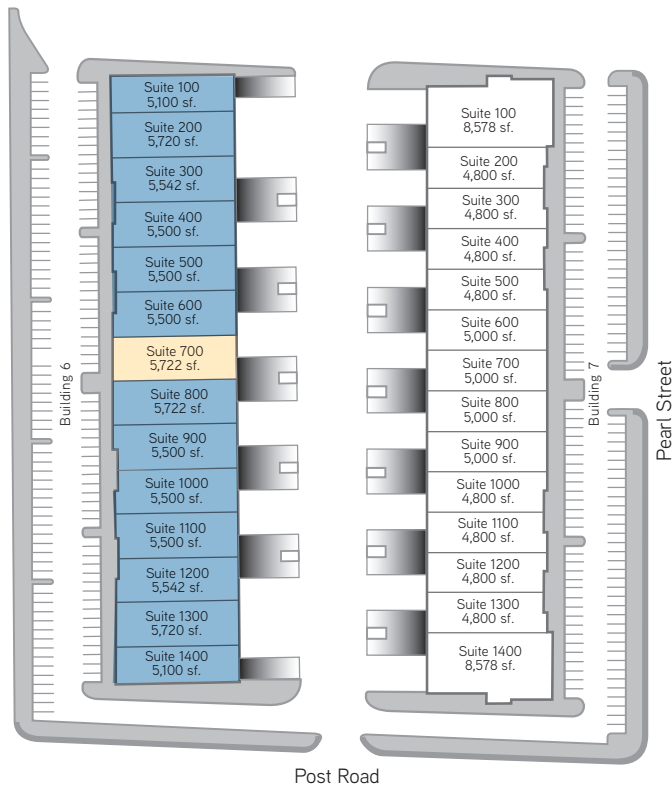 Suite 100
5,100 sf.
Suite 200
5,720 sf.
Suite 300
5,542 sf.
Suite 400
5,500 sf.
Suite 500
5,500 sf.
Suite 600
5,500 sf.
Suite 700
5,722 sf.
Suite 800
5,722 sf.
Suite 900
5,500 sf.
Suite 1000
5,500 sf.
Suite 1100
5,500 sf.
Suite 1200
5,542 sf.
Suite 1300
5,720 sf.
Suite 1400
5,100 sf.
Building 6
Suite 100
8,578 sf.
Suite 200
4,800 sf.
Suite 300
4,800 sf.
Suite 400
4,800 sf.
Suite 500
4,800 sf.
Suite 600
5,000 sf.
Suite 700
5,000 sf.
Suite 800
5,000 sf.
Suite 900
5,000 sf.
Suite 1000
4,800 sf.
Suite 1100
4,800 sf.
Suite 1200
4,800 sf.
Suite 1300
4,800 sf.
Suite 1400
8,578 sf.
Building 7
Pearl Street
Post Road